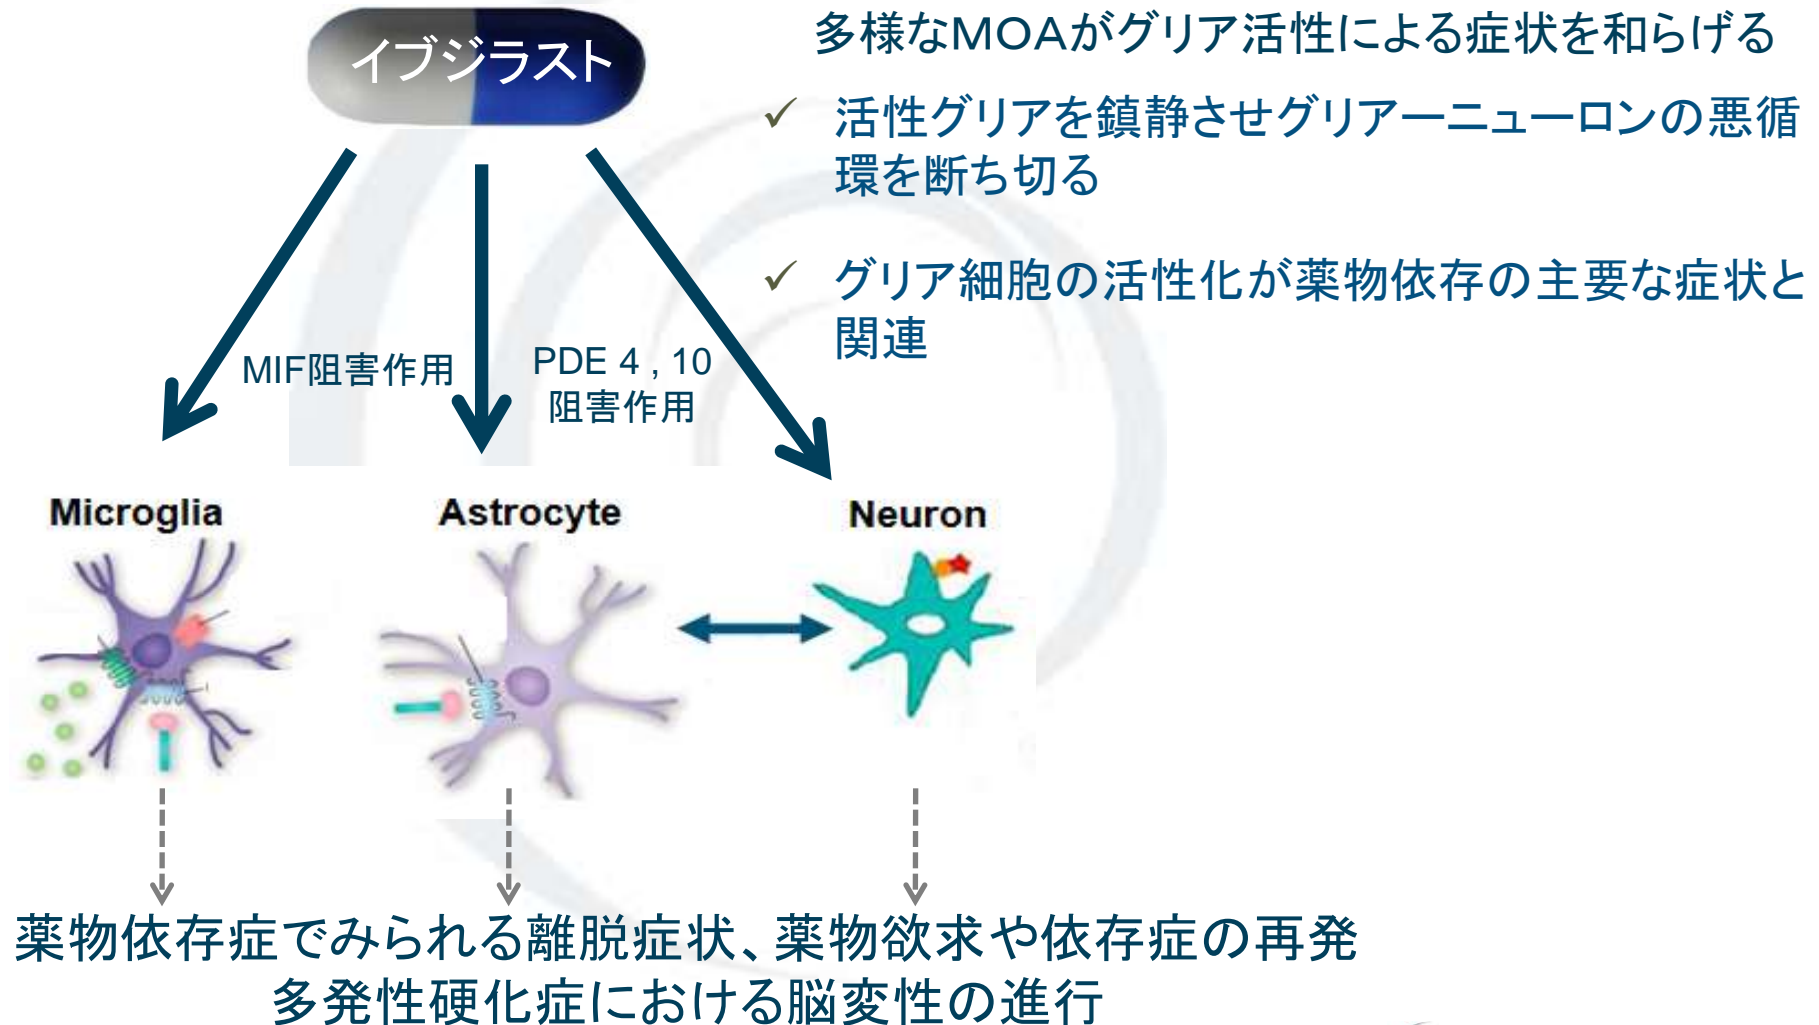 イブジラスト
多様なMOAがグリア活性による症状を和らげる
✓ 活性グリアを鎮静させグリアーニューロンの悪循
環を断ち切る
✓ グリア細胞の活性化が薬物依存の主要な症状と
関連
MIF阻害作用
PDE 4 , 10
阻害作用
Microglia
Astrocyte
Neuron
薬物依存症でみられる離脱症状、薬物欲求や依存症の再発
多発性硬化症における脳変性の進行